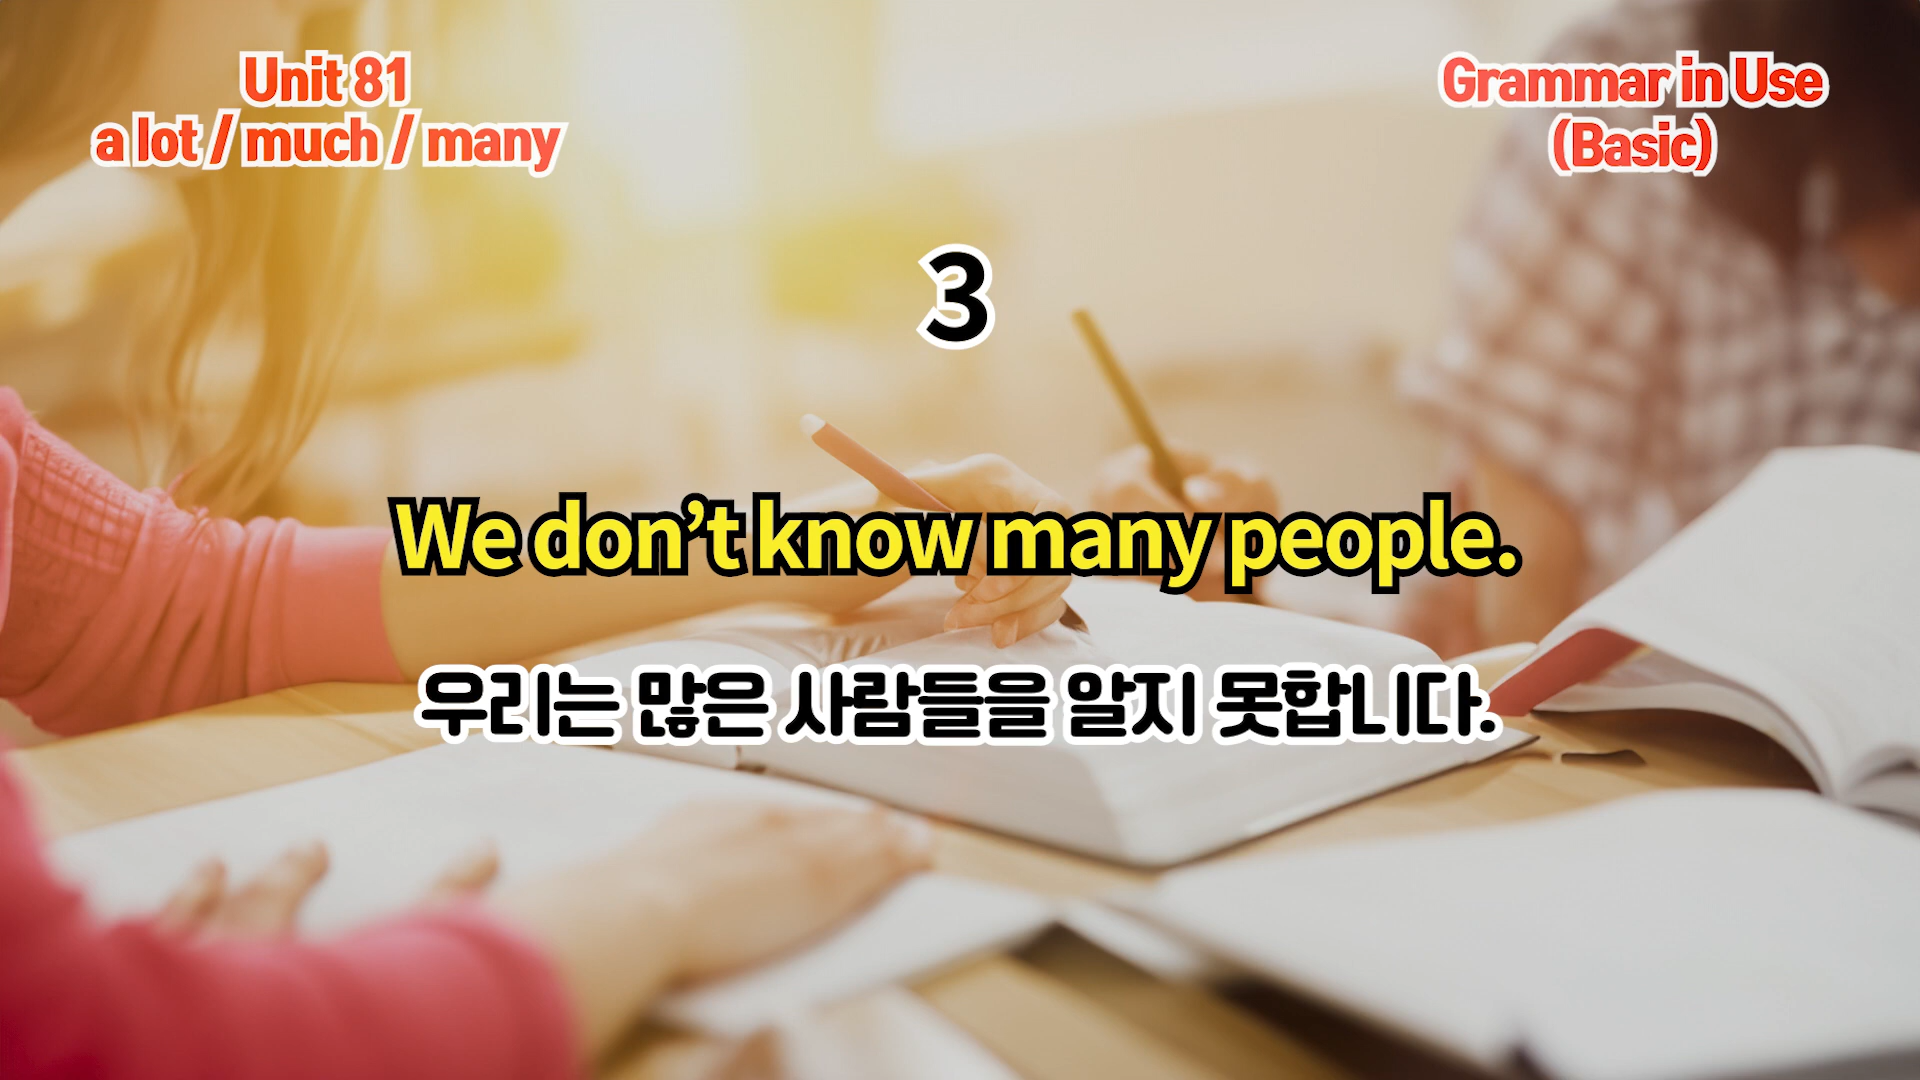 Unit 81
a lot / much / many
Grammar in Use
(Basic)
3
We don’t know many people.
우리는 많은 사람들을 알지 못합니다.